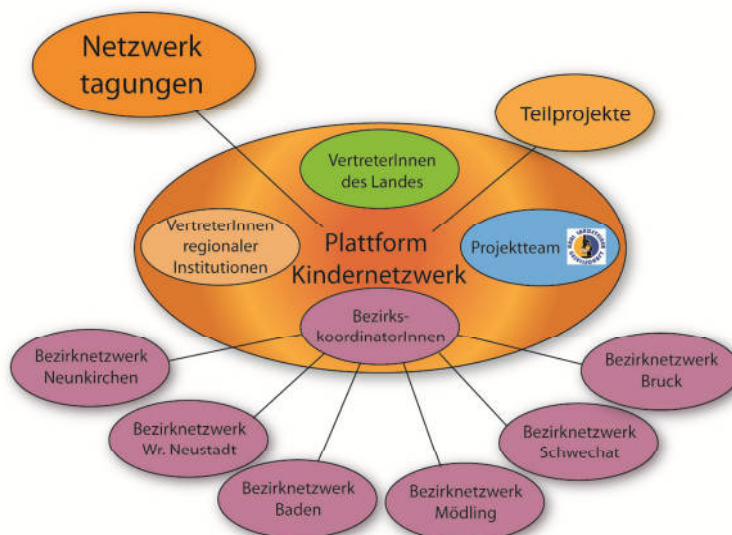 Netzwerk
tagungen
Teilprojekte
VertreterInnen
des Landes
VertreterInnen
regionaler
Institutionen
Plattform
Kindernetzwerk
Projektteam
Bezirks-
koordinatorInnen
Bezirknetzwerk
Neunkirchen
Bezirknetzwerk
Bruck
Bezirknetzwerk
Wr. Neustadt
Bezirknetzwerk
Schwechat
Bezirknetzwerk
Baden
Bezirknetzwerk
Mödling